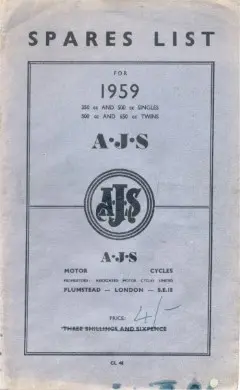 SPARES LIST
FOR
1959
350 cc AND 500 cc SINGLES
500 cc AND 650 cc TWINS
A·J·S
AJS
A·J·S
MOTOR CYCLES
PROPRIETORS: ASSOCIATED MOTOR CYCLES LIMITED
PLUMSTEAD — LONDON — S.E.18
PRICE: 4/-
THREE SHILLINGS AND SIXPENCE